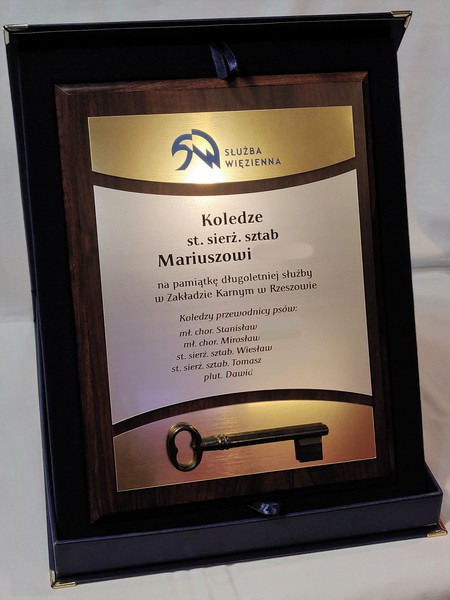 SŁUŻBA
WIĘZIENNA
Koledze
st. sierż. sztab
Mariuszowi
na pamiątkę długoletniej służby
w Zakładzie Karnym w Rzeszowie
Koledzy przewodnicy psów:
mł. chor. Stanisław
mł. chor. Mirosław
st. sierż. sztab. Wiesław
st. sierż. sztab. Tomasz
plut. Dawid